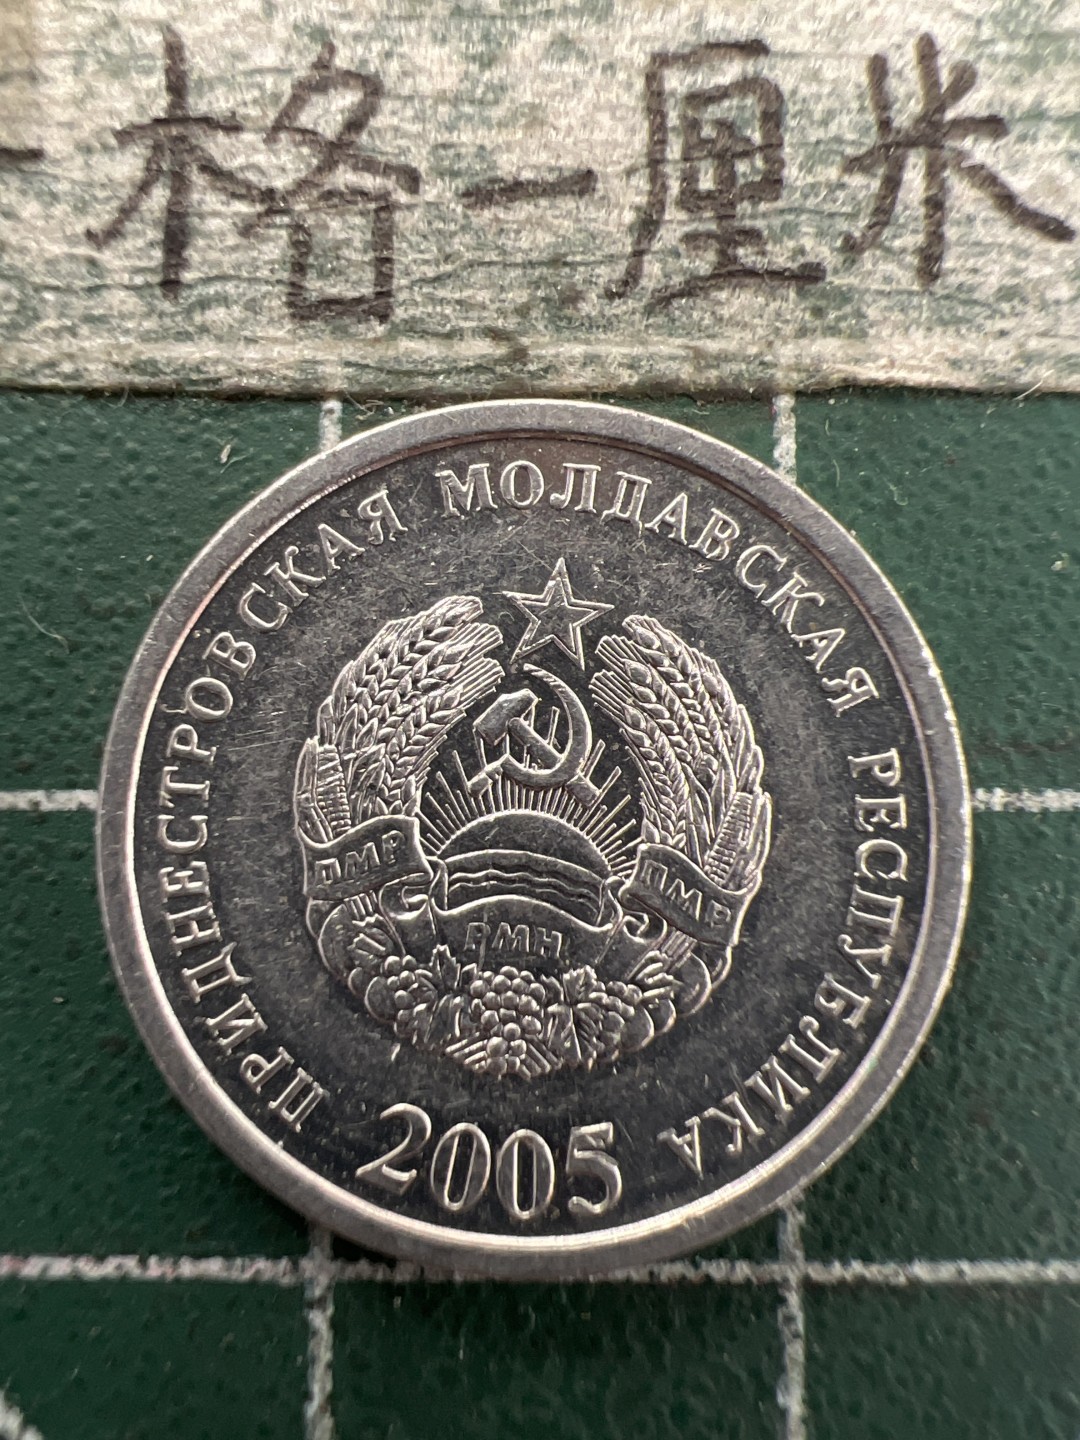 一格一厘米
ПРИДНЕСТРОВСКАЯ МОЛДАВСКАЯ РЕСПУБЛИКА
ПМР
ПМР
РМН
2005